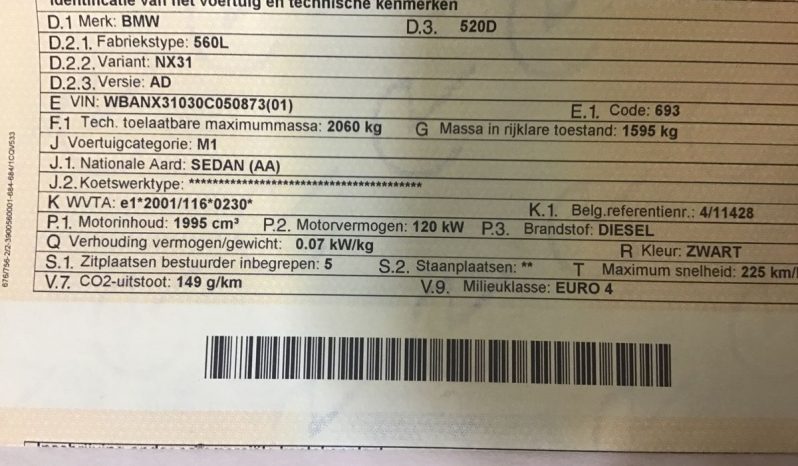 Identificatie van het voertuig en technische kenmerken
D.1 Merk: BMW D.3. 520D
D.2.1. Fabriekstype: 560L
D.2.2. Variant: NX31
D.2.3. Versie: AD
E VIN: WBANX31030C050873(01) E.1. Code: 693
F.1 Tech. toelaatbare maximummassa: 2060 kg G Massa in rijklare toestand: 1595 kg
J Voertuigcategorie: M1
J.1. Nationale Aard: SEDAN (AA)
J.2. Koetswerktype: ****************************************
K WVTA: e1*2001/116*0230* K.1. Belg.referentienr.: 4/11428
P.1. Motorinhoud: 1995 cm³ P.2. Motorvermogen: 120 kW P.3. Brandstof: DIESEL
Q Verhouding vermogen/gewicht: 0.07 kW/kg R Kleur: ZWART
S.1. Zitplaatsen bestuurder inbegrepen: 5 S.2. Staanplaatsen: ** T Maximum snelheid: 225 km/
V.7. CO2-uitstoot: 149 g/km V.9. Milieuklasse: EURO 4